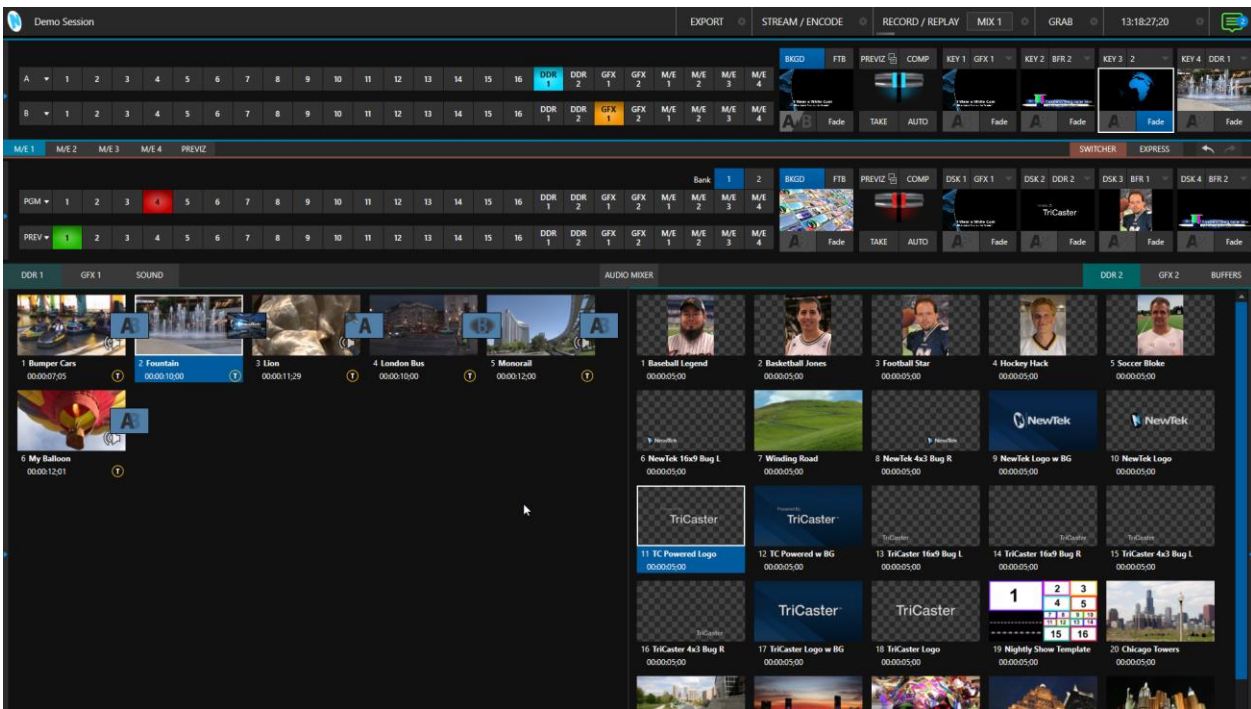 Demo Session EXPORT STREAM / ENCODE RECORD / REPLAY MIX 1 GRAB 13:18:27;20 2
BKGD FTB PREVIZ COMP KEY 1 GFX 1 KEY 2 BFR 2 KEY 3 2 KEY 4 DDR 1
A 1 2 3 4 5 6 7 8 9 10 11 12 13 14 15 16 DDR 1 DDR 2 GFX 1 GFX 2 M/E 1 M/E 2 M/E 3 M/E 4
B 1 2 3 4 5 6 7 8 9 10 11 12 13 14 15 16 DDR 1 DDR 2 GFX 1 GFX 2 M/E 1 M/E 2 M/E 3 M/E 4
A/B Fade TAKE AUTO A Fade A Fade A Fade A Fade
M/E 1 M/E 2 M/E 3 M/E 4 PREVIZ SWITCHER EXPRESS
Bank 1 2 BKGD FTB PREVIZ COMP DSK 1 GFX 1 DSK 2 DDR 2 DSK 3 BFR 1 DSK 4 BFR 2
PGM 1 2 3 4 5 6 7 8 9 10 11 12 13 14 15 16 DDR 1 DDR 2 GFX 1 GFX 2 M/E 1 M/E 2 M/E 3 M/E 4
TriCaster
PREV 1 2 3 4 5 6 7 8 9 10 11 12 13 14 15 16 DDR 1 DDR 2 GFX 1 GFX 2 M/E 1 M/E 2 M/E 3 M/E 4
A Fade TAKE AUTO A Fade A Fade A Fade A Fade
DDR 1 GFX 1 SOUND AUDIO MIXER DDR 2 GFX 2 BUFFERS
AB A B AB
1 Bumper Cars 2 Fountain 3 Lion 4 London Bus 5 Monorail
00:00:07;05 T 00:00:10;00 T 00:00:11;29 T 00:00:10;00 T 00:00:12;00 T
AB
6 My Balloon
00:00:12;01 T
1 Baseball Legend 2 Basketball Jones 3 Football Star 4 Hockey Hack 5 Soccer Bloke
00:00:05;00 00:00:05;00 00:00:05;00 00:00:05;00 00:00:05;00
NewTek NewTek NewTek NewTek
6 NewTek 16x9 Bug L 7 Winding Road 8 NewTek 4x3 Bug R 9 NewTek Logo w BG 10 NewTek Logo
00:00:05;00 00:00:05;00 00:00:05;00 00:00:05;00 00:00:05;00
TriCaster TriCaster TriCaster TriCaster TriCaster
11 TC Powered Logo 12 TC Powered w BG 13 TriCaster 16x9 Bug L 14 TriCaster 16x9 Bug R 15 TriCaster 4x3 Bug L
00:00:05;00 00:00:05;00 00:00:05;00 00:00:05;00 00:00:05;00
TriCaster TriCaster TriCaster 1 2 3 4 5 7 8 9 10 11 12 13 14 15 16
16 TriCaster 4x3 Bug R 17 TriCaster Logo w BG 18 TriCaster Logo 19 Nightly Show Template 20 Chicago Towers
00:00:05;00 00:00:05;00 00:00:05;00 00:00:05;00 00:00:05;00